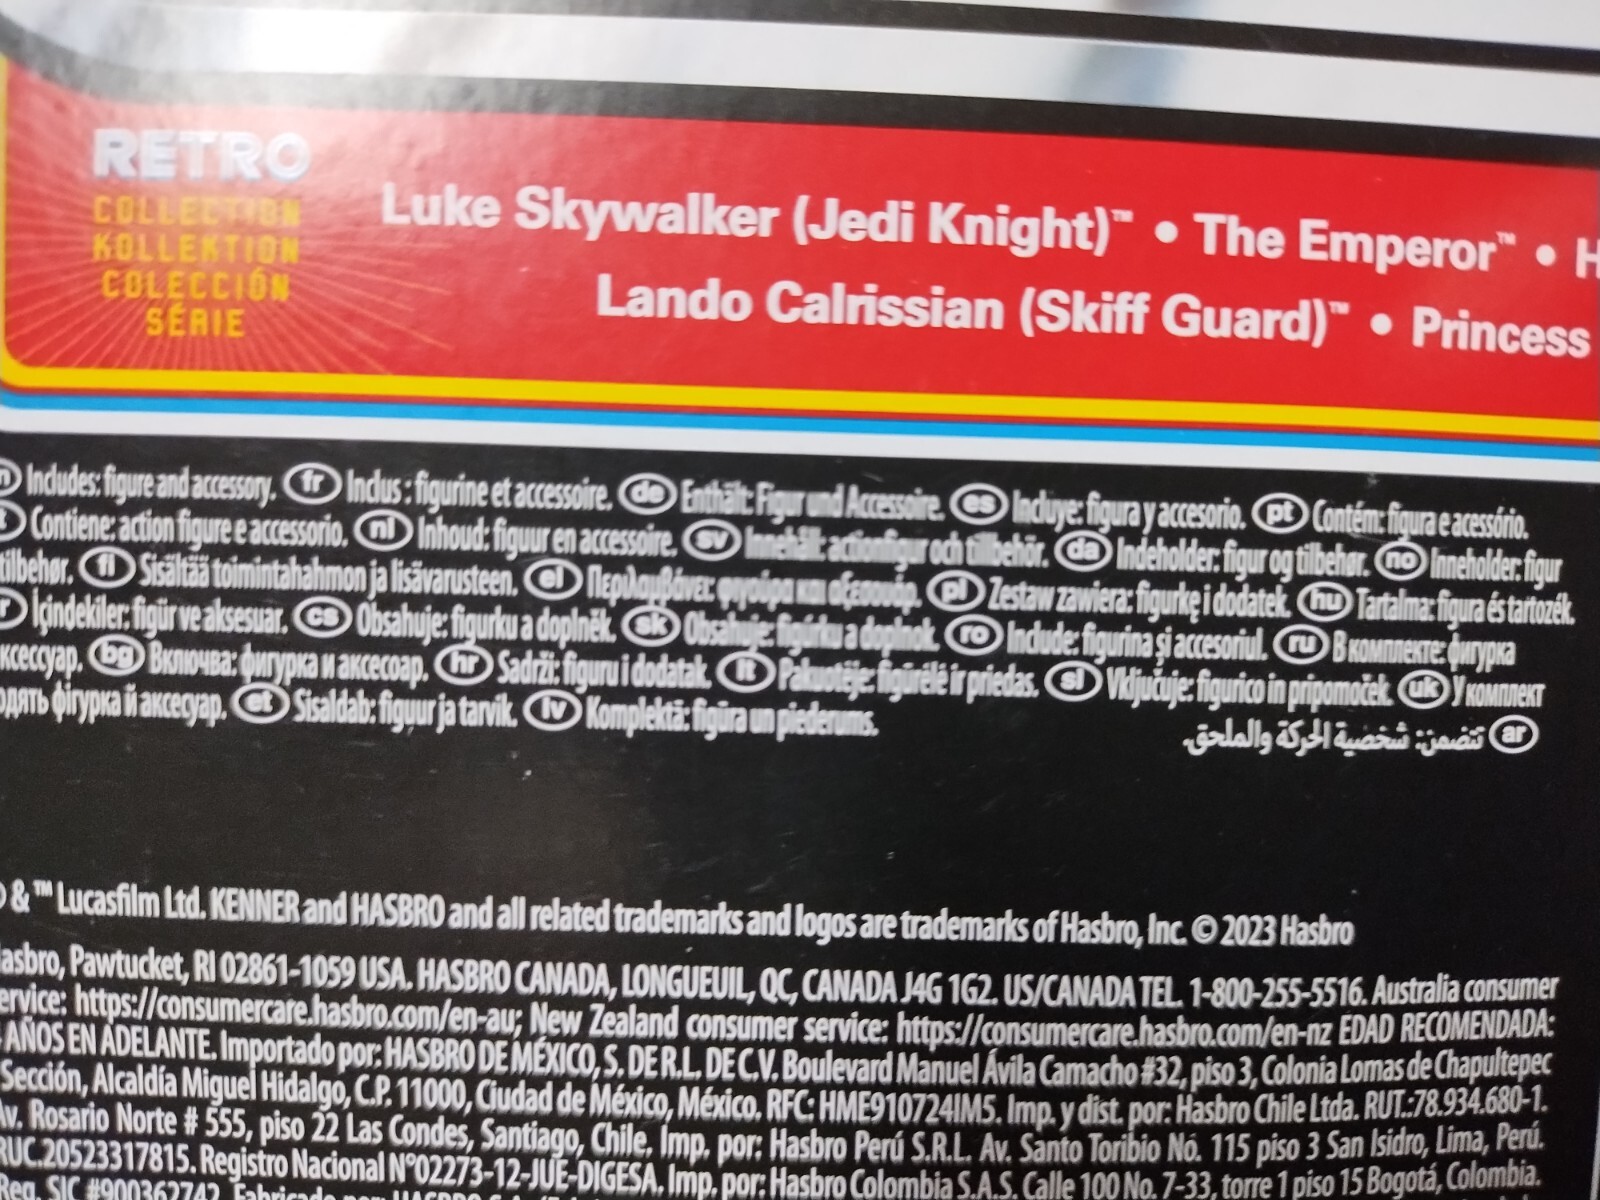 RETRO
COLLECTION
KOLLEKTION
COLECCIÓN
SÉRIE
Luke Skywalker (Jedi Knight)™ • The Emperor™ • H
Lando Calrissian (Skiff Guard)™ • Princess
n Includes: figure and accessory. fr Inclus : figurine et accessoire. de Enthält: Figur und Accessoire. es Incluye: figura y accesorio. pt Contém: figura e acessório.
t Contiene: action figure e accessorio. nl Inhoud: figuur en accessoire. sv Innehåll: actionfigur och tillbehör. da Indeholder: figur og tilbehør. no Inneholder: figur
tilbehør. fi Sisältää toimintahahmon ja lisävarusteen. el Περιλαμβάνει: φιγούρα και αξεσουάρ. pl Zestaw zawiera: figurkę i dodatek. hu Tartalma: figura és tartozék.
r İçindekiler: figür ve aksesuar. cs Obsahuje: figurku a doplněk. sk Obsahuje: figúrku a doplnok. ro Include: figurina și accesoriul. ru В комплекте: фигурка
ксессуар. bg Включва: фигурка и аксесоар. hr Sadrži: figuru i dodatak. lt Pakuotėje: figūrėlė ir priedas. sl Vključuje: figurico in pripomoček. uk У комплект
одять фігурка й аксесуар. et Sisaldab: figuur ja tarvik. lv Komplektā: figūra un piederums.
ar تتضمن: شخصية الحركة والملحق.
& ™ Lucasfilm Ltd. KENNER and HASBRO and all related trademarks and logos are trademarks of Hasbro, Inc. © 2023 Hasbro
asbro, Pawtucket, RI 02861-1059 USA. HASBRO CANADA, LONGUEUIL, QC, CANADA J4G 1G2. US/CANADA TEL. 1-800-255-5516. Australia consumer
ervice: https://consumercare.hasbro.com/en-au; New Zealand consumer service: https://consumercare.hasbro.com/en-nz EDAD RECOMENDADA:
AÑOS EN ADELANTE. Importado por: HASBRO DE MÉXICO, S. DE R.L. DE C.V. Boulevard Manuel Ávila Camacho #32, piso 3, Colonia Lomas de Chapultepec
Sección, Alcaldía Miguel Hidalgo, C.P. 11000, Ciudad de México, México. RFC: HME910724IM5. Imp. y dist. por: Hasbro Chile Ltda. RUT.:78.934.680-1.
Av. Rosario Norte # 555, piso 22 Las Condes, Santiago, Chile. Imp. por: Hasbro Perú S.R.L. Av. Santo Toribio No. 115 piso 3 San Isidro, Lima, Perú.
RUC.20523317815. Registro Nacional N°02273-12-JUE-DIGESA. Imp. por: Hasbro Colombia S.A.S. Calle 100 No. 7-33, torre 1 piso 15 Bogotá, Colombia.
Reg. SIC #900362742. Fabricado por: HASBRO